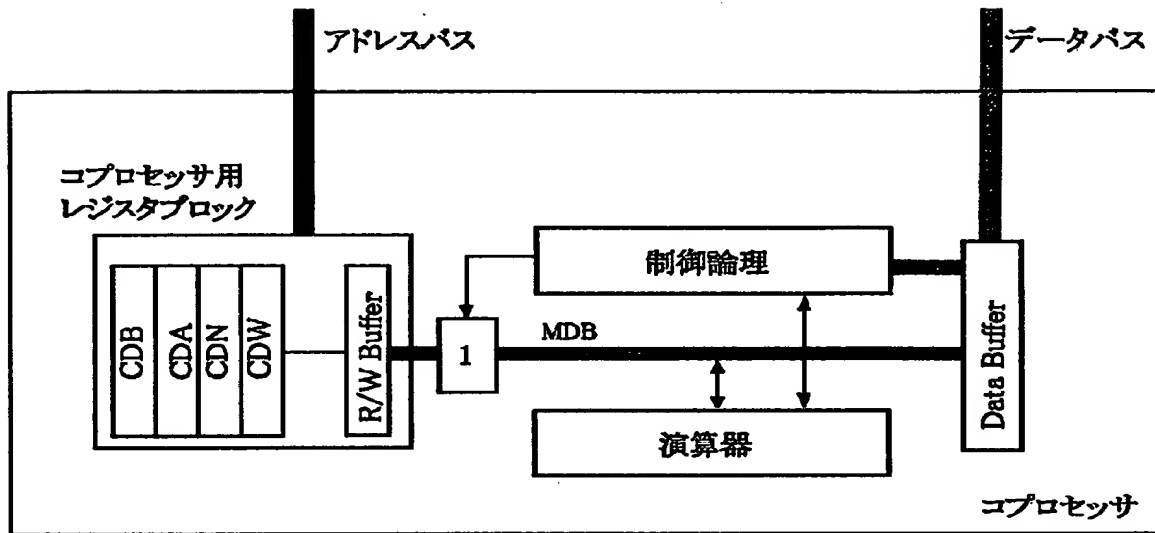 アドレスバス
データバス
コプロセッサ用
レジスタブロック
制御論理
CDB
CDA
CDN
CDW
R/W Buffer
1
MDB
Data Buffer
演算器
コプロセッサ